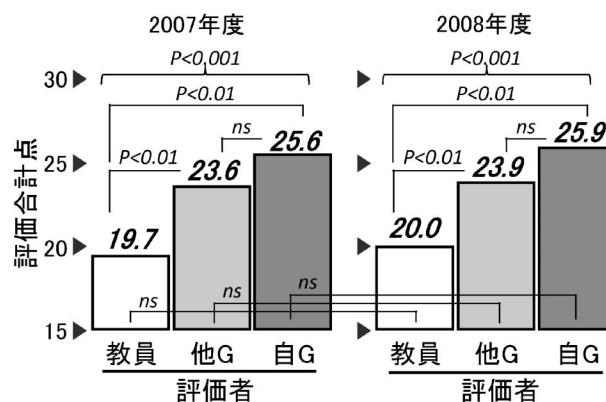 2007年度
2008年度
P<0.001
P<0.001
30
P<0.01
P<0.01
ns
ns
25
P<0.01
23.6
25.6
P<0.01
23.9
25.9
評価合計点
20
19.7
20.0
ns
ns
ns
15
教員
他G
自G
教員
他G
自G
評価者
評価者